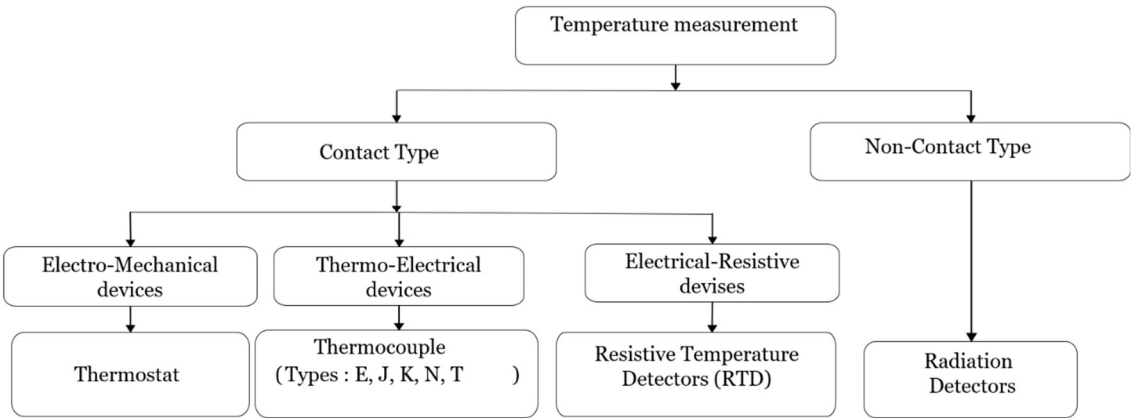 Temperature measurement
Contact Type
Non-Contact Type
Electro-Mechanical
devices
Thermo-Electrical
devices
Electrical-Resistive
devises
Thermostat
Thermocouple
( Types : E, J, K, N, T )
Resistive Temperature
Detectors (RTD)
Radiation
Detectors